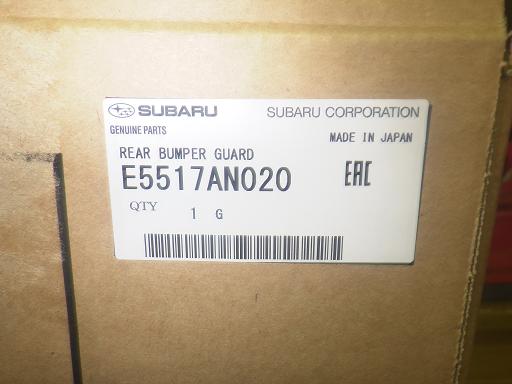 SUBARU SUBARU CORPORATION
GENUINE PARTS
MADE IN JAPAN
REAR BUMPER GUARD
E5517AN020 EAC
QTY 1 G